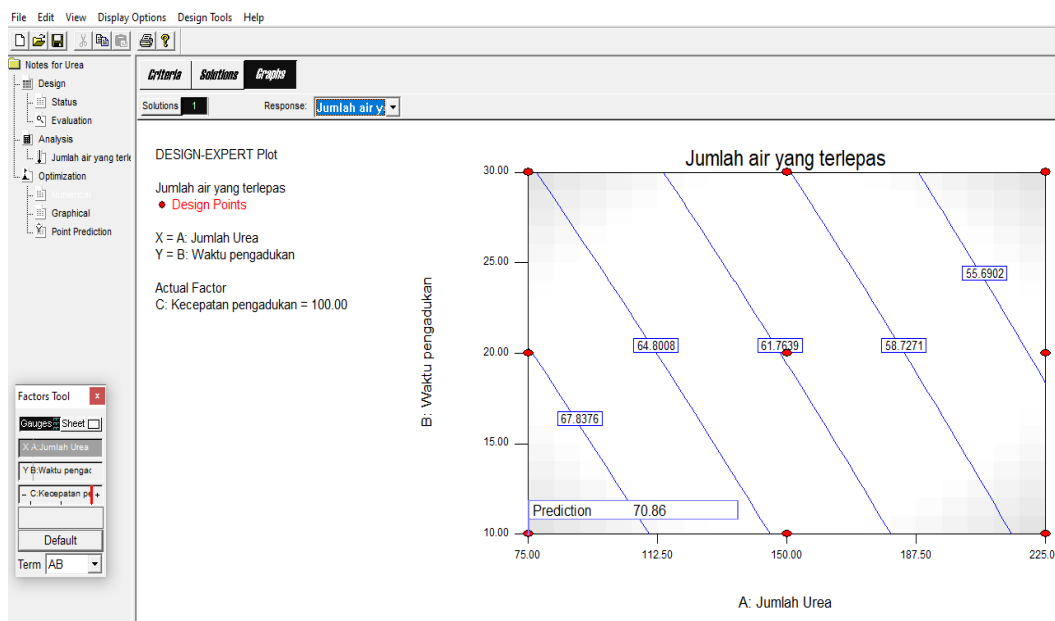 File Edit View Display Options Design Tools Help
Notes for Urea
Design
Status
Evaluation
Analysis
Jumlah air yang terle
Optimization
Numerical
Graphical
Point Prediction
Criteria Solutions Graphs
Solutions 1 Response: Jumlah air y
DESIGN-EXPERT Plot
Jumlah air yang terlepas
Design Points
X = A: Jumlah Urea
Y = B: Waktu pengadukan
Actual Factor
C: Kecepatan pengadukan = 100.00
Jumlah air yang terlepas
30.00
25.00
20.00
15.00
10.00
B: Waktu pengadukan
55.6902
64.8008 61.7639 58.7271
67.8376
Prediction 70.86
75.00 112.50 150.00 187.50 225.0
A: Jumlah Urea
Factors Tool x
Gauges Sheet
X A:Jumlah Urea
Y B:Waktu pengac
- C:Kecepatan pe +
Default
Term AB